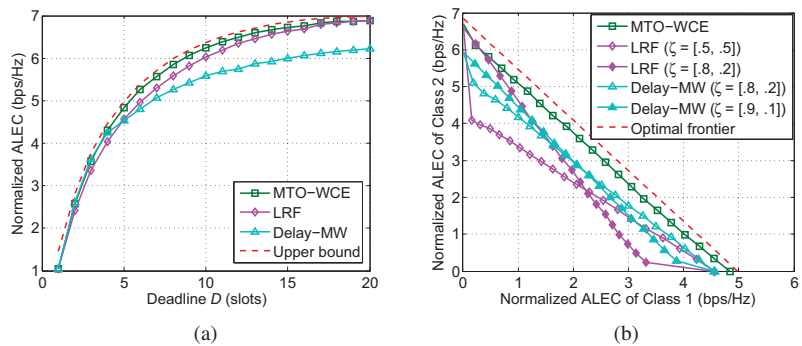 7
6
5
4
3
2
1
0
5
10
15
20
Normalized ALEC (bps/Hz)
Deadline D (slots)
MTO−WCE
LRF
Delay−MW
Upper bound
(a)
7
6
5
4
3
2
1
0
0
1
2
3
4
5
6
Normalized ALEC of Class 2 (bps/Hz)
Normalized ALEC of Class 1 (bps/Hz)
MTO−WCE
LRF (ζ = [.5, .5])
LRF (ζ = [.8, .2])
Delay−MW (ζ = [.8, .2])
Delay−MW (ζ = [.9, .1])
Optimal frontier
(b)